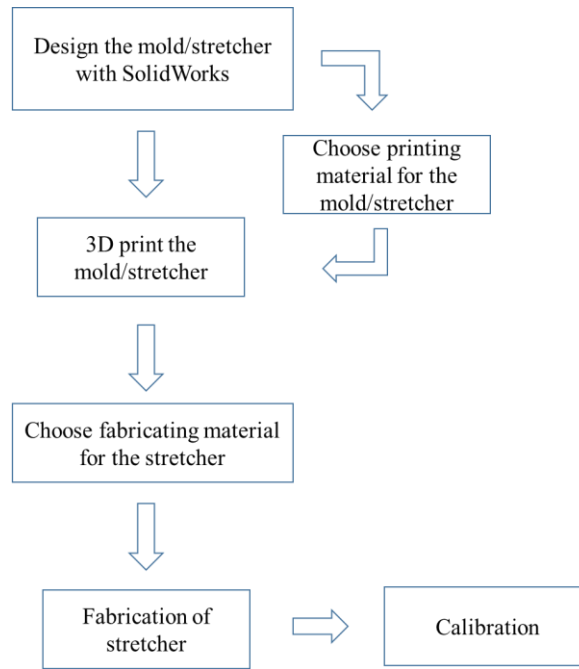 Design the mold/stretcher
with SolidWorks
Choose printing
material for the
mold/stretcher
3D print the
mold/stretcher
Choose fabricating material
for the stretcher
Fabrication of
stretcher
Calibration